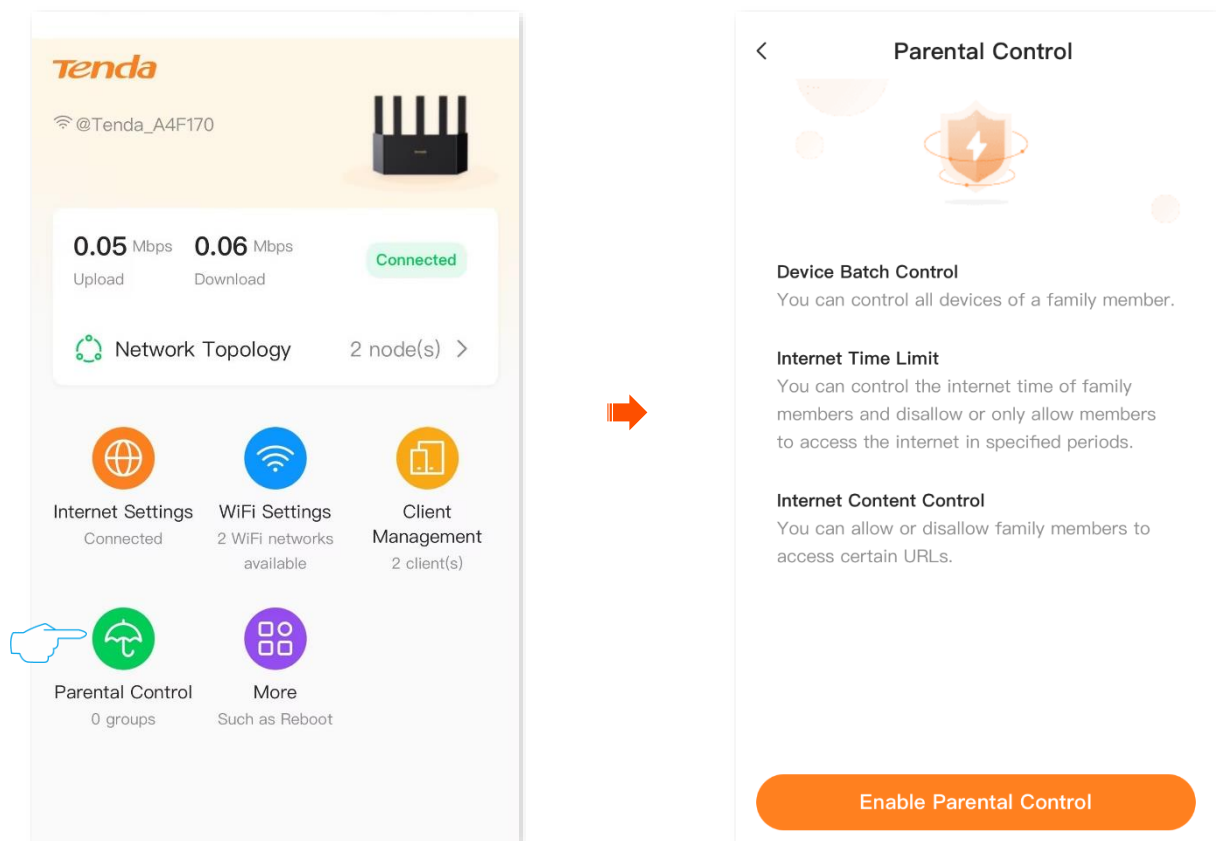 Tenda
@Tenda_A4F170
0.05 Mbps 0.06 Mbps
Upload Download
Connected
Network Topology 2 node(s)
Internet Settings WiFi Settings Client
Connected 2 WiFi networks Management
available 2 client(s)
Parental Control More
0 groups Such as Reboot
Parental Control
Device Batch Control
You can control all devices of a family member.
Internet Time Limit
You can control the internet time of family
members and disallow or only allow members
to access the internet in specified periods.
Internet Content Control
You can allow or disallow family members to
access certain URLs.
Enable Parental Control